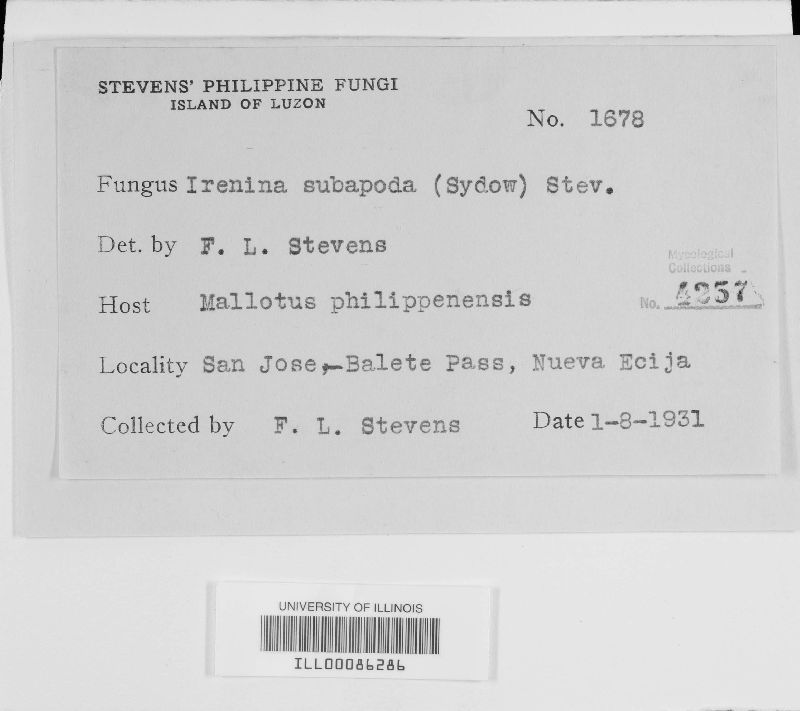 STEVENS' PHILIPPINE FUNGI
ISLAND OF LUZON
No. 1678
Fungus Irenina subapoda (Sydow) Stev.
Det. by F. L. Stevens
Mycological
Collections
Host Mallotus philippenensis
No. 4257
Locality San Jose,-Balete Pass, Nueva Ecija
Collected by F. L. Stevens Date 1-8-1931
UNIVERSITY OF ILLINOIS
ILL00086286